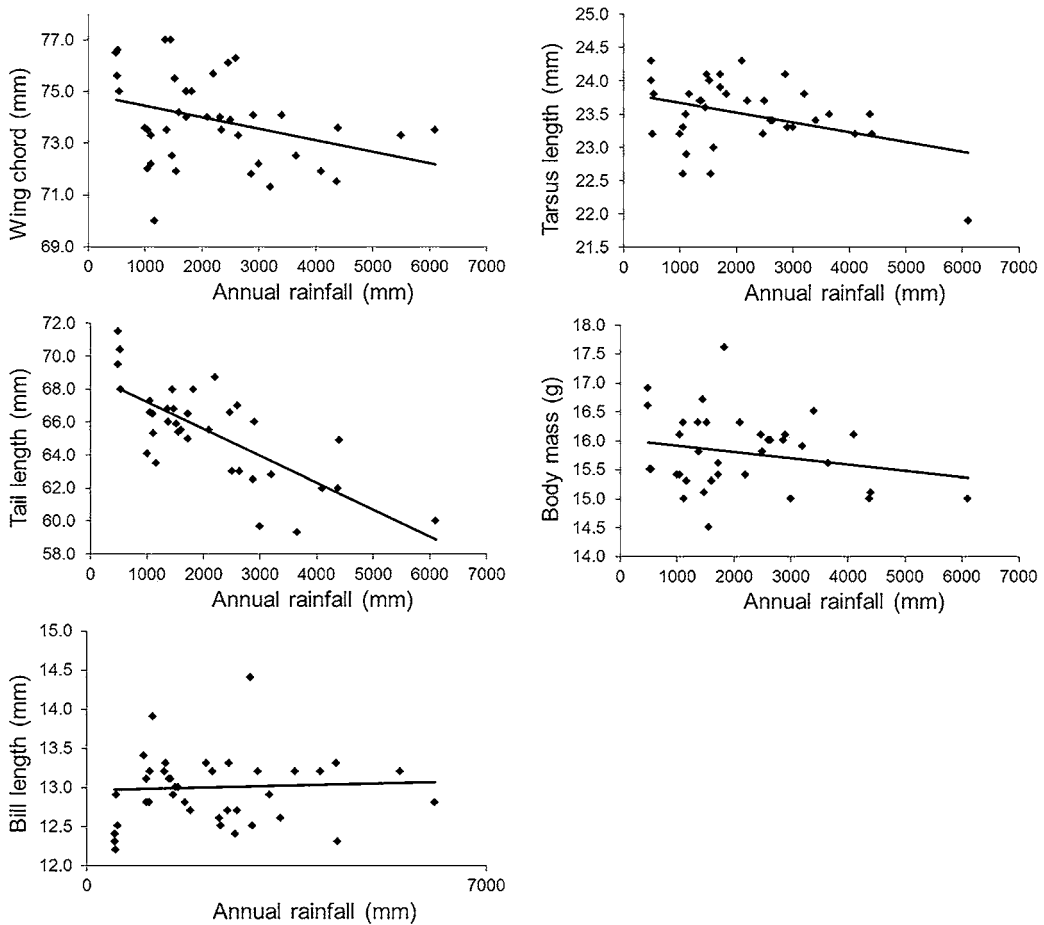 Wing chord (mm)
77.0
75.0
73.0
71.0
69.0
0 1000 2000 3000 4000 5000 6000 7000
Annual rainfall (mm)
Tarsus length (mm)
25.0
24.5
24.0
23.5
23.0
22.5
22.0
21.5
0 1000 2000 3000 4000 5000 6000 7000
Annual rainfall (mm)
Tail length (mm)
72.0
70.0
68.0
66.0
64.0
62.0
60.0
58.0
0 1000 2000 3000 4000 5000 6000 7000
Annual rainfall (mm)
Body mass (g)
18.0
17.5
17.0
16.5
16.0
15.5
15.0
14.5
14.0
0 1000 2000 3000 4000 5000 6000 7000
Annual rainfall (mm)
Bill length (mm)
15.0
14.5
14.0
13.5
13.0
12.5
12.0
0 7000
Annual rainfall (mm)